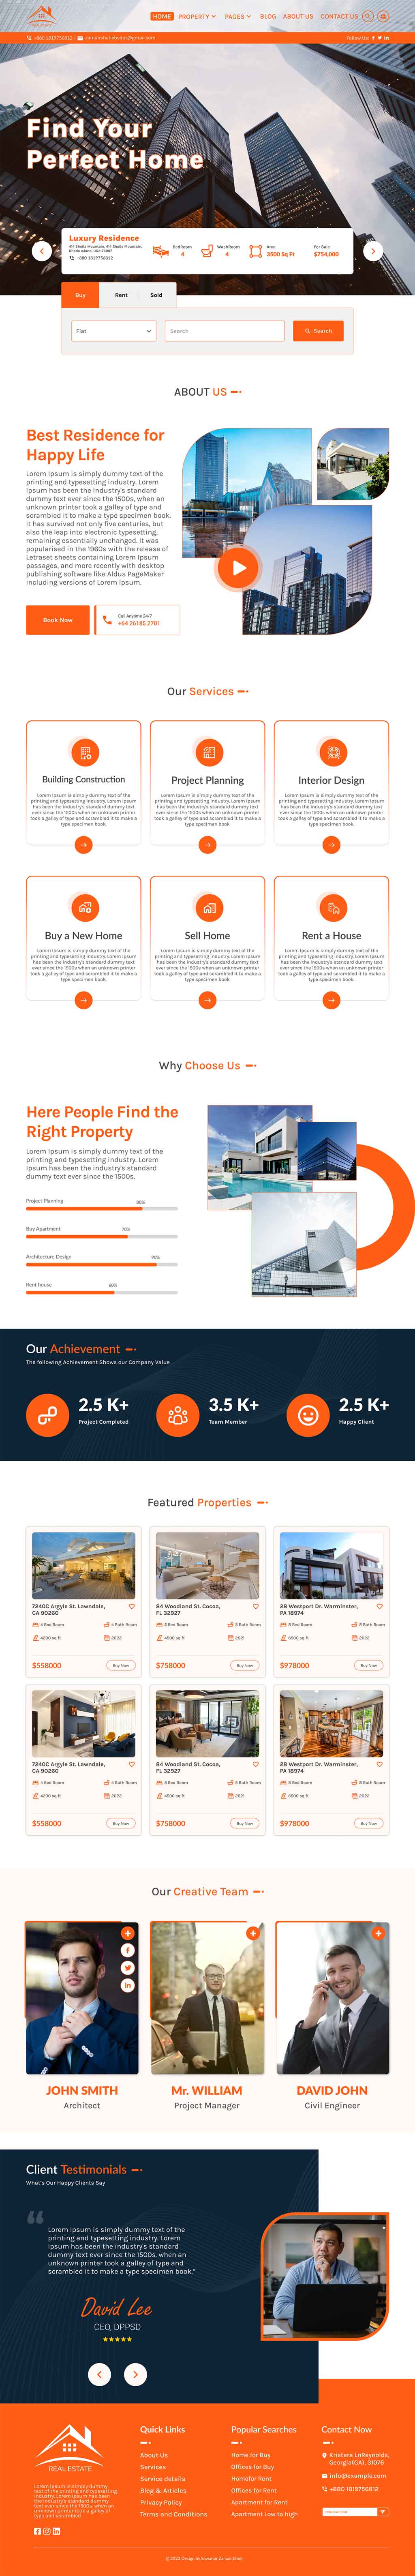 HOME PROPERTY PAGES BLOG ABOUT US CONTACT US
REAL ESTATE
+880 1819756812
Follow Us:
Find Your
Perfect Home
Luxury Residence
Rhode Island, USA 76887
+880 1819756812
BedRoom
4
WashRoom
4
Area
3500 Sq Ft
For Sale
$754,000
Buy Rent Sold
Flat
Search
Search
ABOUT US
Best Residence for
Happy Life
Lorem Ipsum is simply dummy text of the
printing and typesetting industry. Lorem
Ipsum has been the industry's standard
dummy text ever since the 1500s, when an
unknown printer took a galley of type and
scrambled it to make a type specimen book.
It has survived not only five centuries, but
also the leap into electronic typesetting,
remaining essentially unchanged. It was
popularised in the 1960s with the release of
Letraset sheets containing Lorem Ipsum
passages, and more recently with desktop
publishing software like Aldus PageMaker
including versions of Lorem Ipsum.
Book Now
Call Anytime 24/7
+64 26185 2701
Our Services
Building Construction
Lorem Ipsum is simply dummy text of the
printing and typesetting industry. Lorem Ipsum
has been the industry's standard dummy text
ever since the 1500s when an unknown printer
took a galley of type and scrambled it to make a
type specimen book.
Project Planning
Lorem Ipsum is simply dummy text of the
printing and typesetting industry. Lorem Ipsum
has been the industry's standard dummy text
ever since the 1500s when an unknown printer
took a galley of type and scrambled it to make a
type specimen book.
Interior Design
Lorem Ipsum is simply dummy text of the
printing and typesetting industry. Lorem Ipsum
has been the industry's standard dummy text
ever since the 1500s when an unknown printer
took a galley of type and scrambled it to make a
type specimen book.
Buy a New Home
Lorem Ipsum is simply dummy text of the
printing and typesetting industry. Lorem Ipsum
has been the industry's standard dummy text
ever since the 1500s when an unknown printer
took a galley of type and scrambled it to make a
type specimen book.
Sell Home
Lorem Ipsum is simply dummy text of the
printing and typesetting industry. Lorem Ipsum
has been the industry's standard dummy text
ever since the 1500s when an unknown printer
took a galley of type and scrambled it to make a
type specimen book.
Rent a House
Lorem Ipsum is simply dummy text of the
printing and typesetting industry. Lorem Ipsum
has been the industry's standard dummy text
ever since the 1500s when an unknown printer
took a galley of type and scrambled it to make a
type specimen book.
Why Choose Us
Here People Find the
Right Property
Lorem Ipsum is simply dummy text of the
printing and typesetting industry. Lorem
Ipsum has been the industry's standard
dummy text ever since the 1500s.
Project Planning 80%
Buy Apartment 70%
Architecture Design 90%
Rent house 60%
Our Achievement
The following Achievement Shows our Company Value
2.5 K+
Project Completed
3.5 K+
Team Member
2.5 K+
Happy Client
Featured Properties
7240C Argyle St. Lawndale,
CA 90260
4 Bed Room 4 Bath Room
4200 sq ft 2022
$558000 Buy Now
84 Woodland St. Cocoa,
FL 32927
3 Bed Room 3 Bath Room
4000 sq ft 2021
$758000 Buy Now
28 Westport Dr. Warminster,
PA 18974
8 Bed Room 8 Bath Room
6000 sq ft 2022
$978000 Buy Now
7240C Argyle St. Lawndale,
CA 90260
4 Bed Room 4 Bath Room
4200 sq ft 2022
$558000 Buy Now
84 Woodland St. Cocoa,
FL 32927
3 Bed Room 3 Bath Room
4000 sq ft 2021
$758000 Buy Now
28 Westport Dr. Warminster,
PA 18974
8 Bed Room 8 Bath Room
6000 sq ft 2022
$978000 Buy Now
Our Creative Team
JOHN SMITH
Architect
Mr. WILLIAM
Project Manager
DAVID JOHN
Civil Engineer
Client Testimonials
What's Our Happy Clients Say
“
Lorem Ipsum is simply dummy text of the
printing and typesetting industry. Lorem
Ipsum has been the industry's standard
dummy text ever since the 1500s, when an
unknown printer took a galley of type and
scrambled it to make a type specimen book."
David Lee
CEO, DPPSD
REAL ESTATE
Lorem Ipsum is simply dummy
text of the printing and typesetting
industry. Lorem Ipsum has been
the industry's standard dummy
text ever since the 1500s, when an
unknown printer took a galley of
type and scrambled
Quick Links
About Us
Services
Service details
Blog & Articles
Privacy Policy
Terms and Conditions
Popular Searches
Home for Buy
Offices for Buy
Homefor Rent
Offices for Rent
Apartment for Rent
Apartment Low to high
Contact Now
Kristara LnReynolds,
Georgia(GA), 31076
info@example.com
+880 1819756812